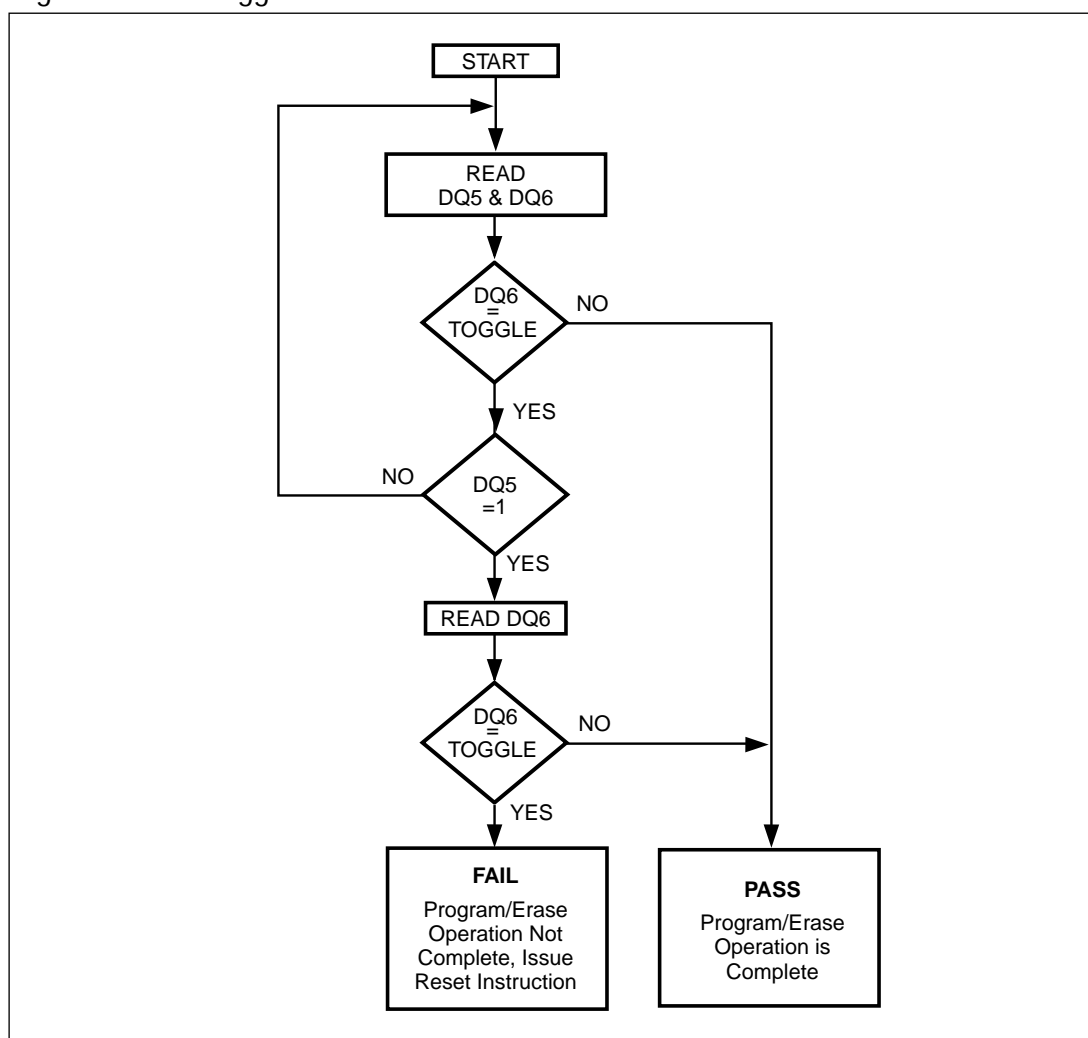 START
READ
DQ5 & DQ6
DQ6
=
TOGGLE
NO
YES
NO
DQ5
=1
YES
READ DQ6
DQ6
=
TOGGLE
NO
YES
FAIL
Program/Erase
Operation Not
Complete, Issue
Reset Instruction
PASS
Program/Erase
Operation is
Complete